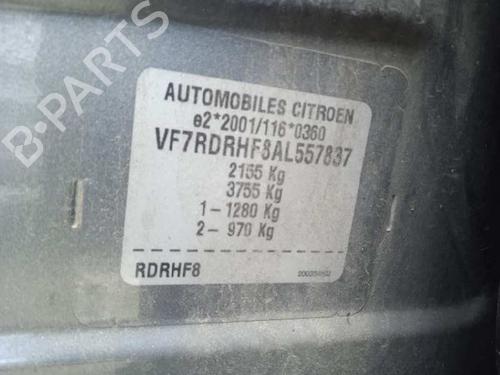 B-PARTS
AUTOMOBILES CITROEN
e2*2001/116*0360
VF7RDRHF8AL557837
2155 Kg
3755 Kg
1- 1280 Kg
2- 970 Kg
RDRHF8